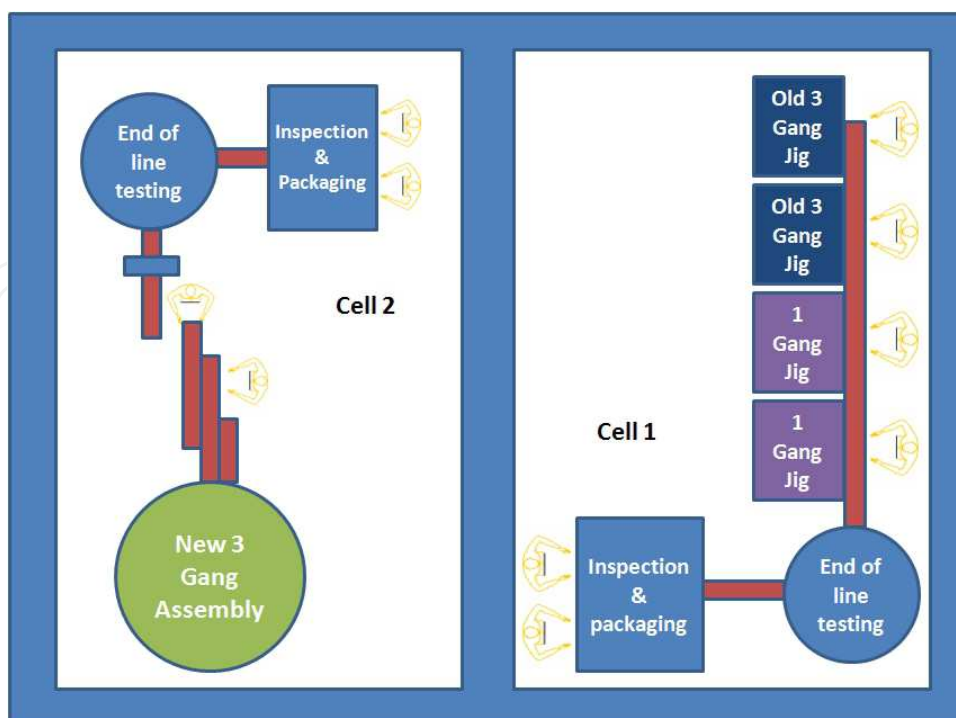 End of
line
testing
Inspection
&
Packaging
Cell 2
New 3
Gang
Assembly
Old 3
Gang
Jig
Old 3
Gang
Jig
1
Gang
Jig
1
Gang
Jig
Cell 1
Inspection
&
packaging
End of
line
testing